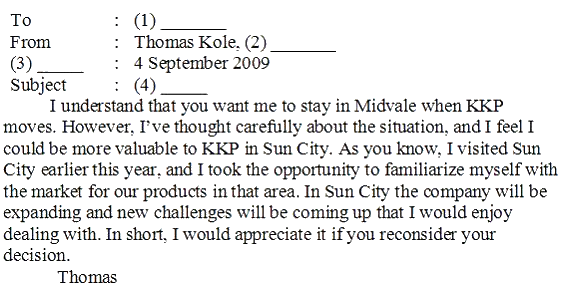 To : (1) _______
From : Thomas Kole, (2) _______
(3) _____ : 4 September 2009
Subject : (4) _____
I understand that you want me to stay in Midvale when KKP
moves. However, I've thought carefully about the situation, and I feel I
could be more valuable to KKP in Sun City. As you know, I visited Sun
City earlier this year, and I took the opportunity to familiarize myself with
the market for our products in that area. In Sun City the company will be
expanding and new challenges will be coming up that I would enjoy
dealing with. In short, I would appreciate it if you reconsider your
decision.
Thomas